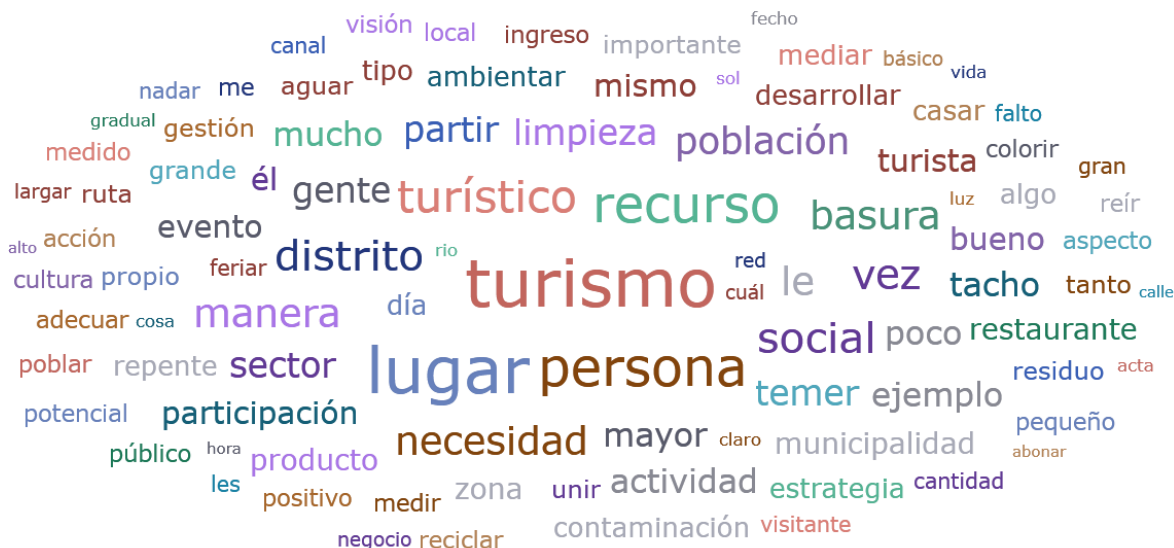 fecho
visión local ingreso importante
canal mediar básico
tipo ambientar mismo sol vida
nadar me aguar desarrollar casar falto
gradual gestión mucho partir limpieza población colorir
medido grande turista gran
largar ruta él gente turístico recurso luz algo reír
alto acción evento distrito rio basura bueno aspecto
cultura propio feriar turismo red cuál le vez tacho tanto calle
adecuar cosa manera día
poblar repente sector lugar persona social poco restaurante
residuo acta
potencial participación necesidad mayor temer ejemplo pequeño
público hora producto claro municipalidad abonar
les positivo medir zona unir actividad estrategia cantidad
contaminación visitante
negocio reciclar